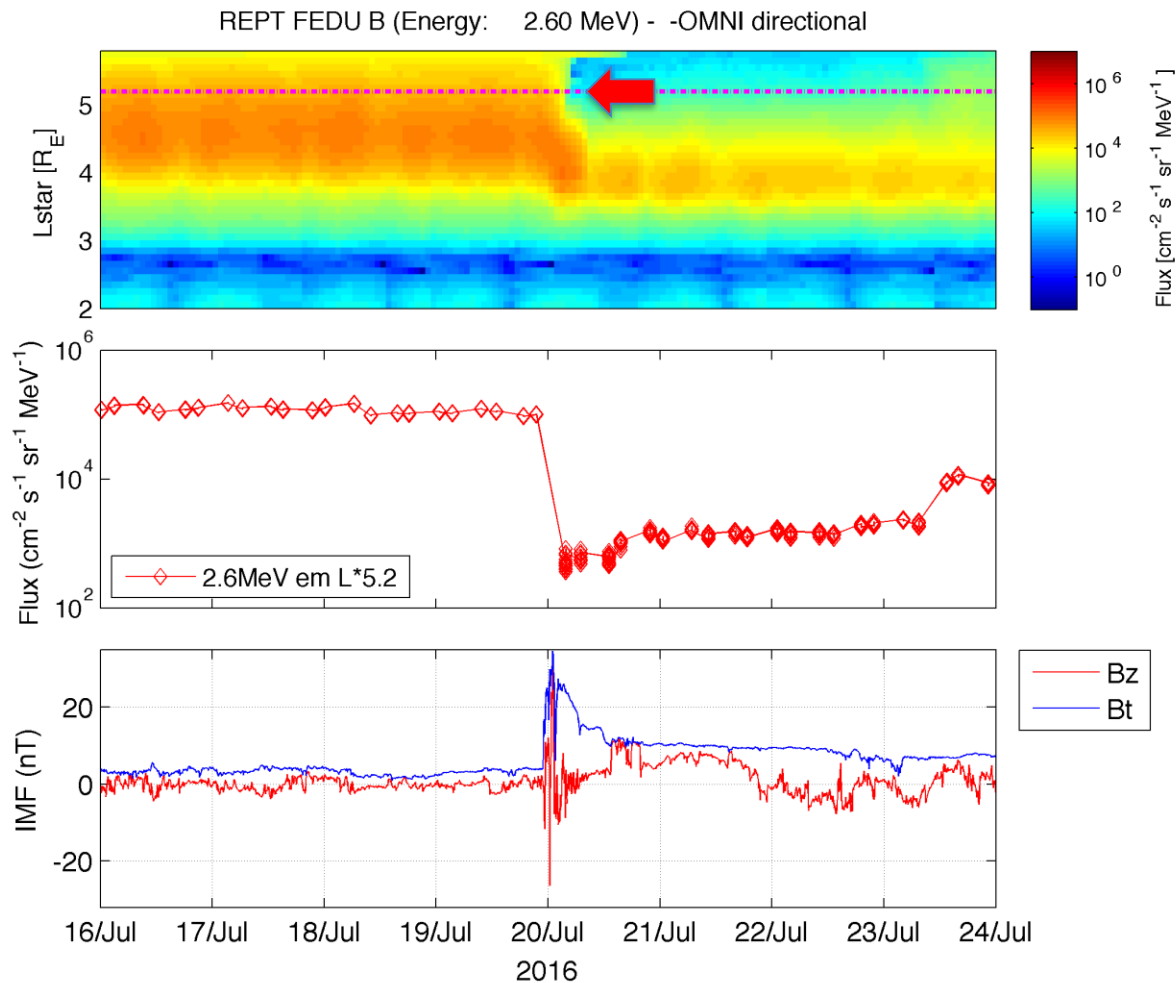 REPT FEDU B (Energy: 2.60 MeV) - -OMNI directional
Lstar [R_E]
5
4
3
2
10^6
10^4
10^2
10^0
Flux [cm^-2 s^-1 sr^-1 MeV^-1]
Flux (cm^-2 s^-1 sr^-1 MeV^-1)
10^6
10^4
10^2
2.6MeV em L*5.2
IMF (nT)
20
0
-20
Bz
Bt
16/Jul 17/Jul 18/Jul 19/Jul 20/Jul 21/Jul 22/Jul 23/Jul 24/Jul
2016